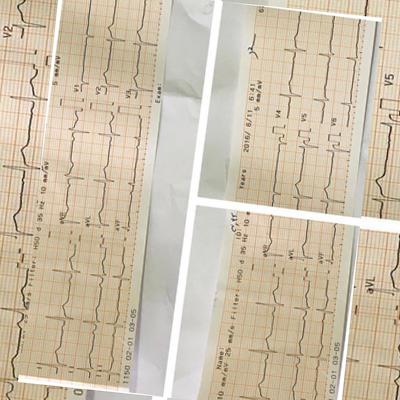 V2
5 mm/mV
V1
V2
V3
Exami
aVR
aVL
aVF
Filter: H50 d 35 Hz 10 mm/mV
1150 02-01 03-05
Years 2016/ 6/11 6:41
5 mm/mV
V4
V5
V6
V5
aVR
aVL
aVF
Name:
10 mm/mV 25 mm/s Filter: H50 d 35 Hz 10 m
1150 02-01 03-05
aVL